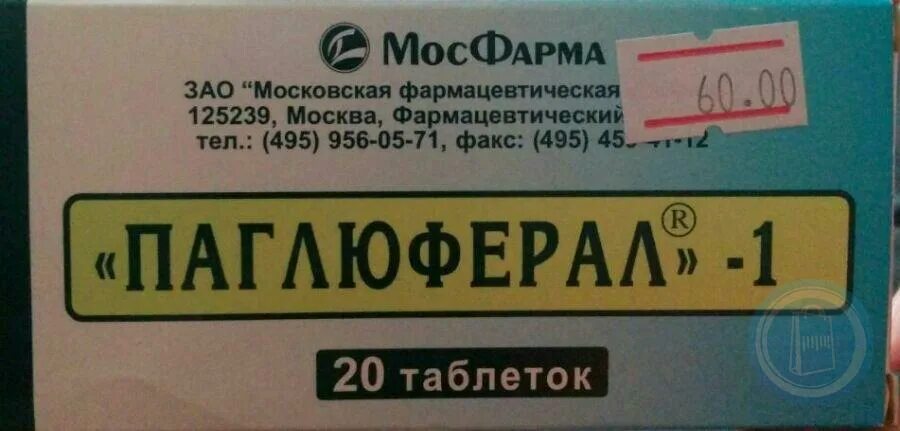 МосФарма
60.00
ЗАО "Московская фармацевтическая
125239, Москва, Фармацевтический
тел.: (495) 956-05-71, факс: (495)
«ПАГЛЮФЕРАЛ®» -1
20 таблеток